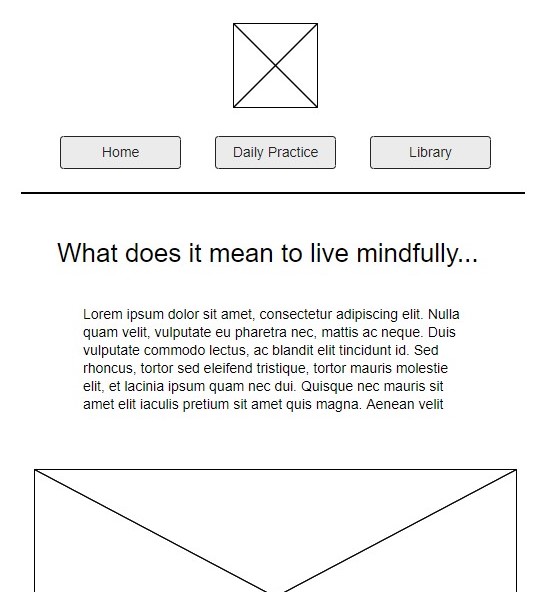 Home
Daily Practice
Library
What does it mean to live mindfully...
Lorem ipsum dolor sit amet, consectetur adipiscing elit. Nulla
quam velit, vulputate eu pharetra nec, mattis ac neque. Duis
vulputate commodo lectus, ac blandit elit tincidunt id. Sed
rhoncus, tortor sed eleifend tristique, tortor mauris molestie
elit, et lacinia ipsum quam nec dui. Quisque nec mauris sit
amet elit iaculis pretium sit amet quis magna. Aenean velit